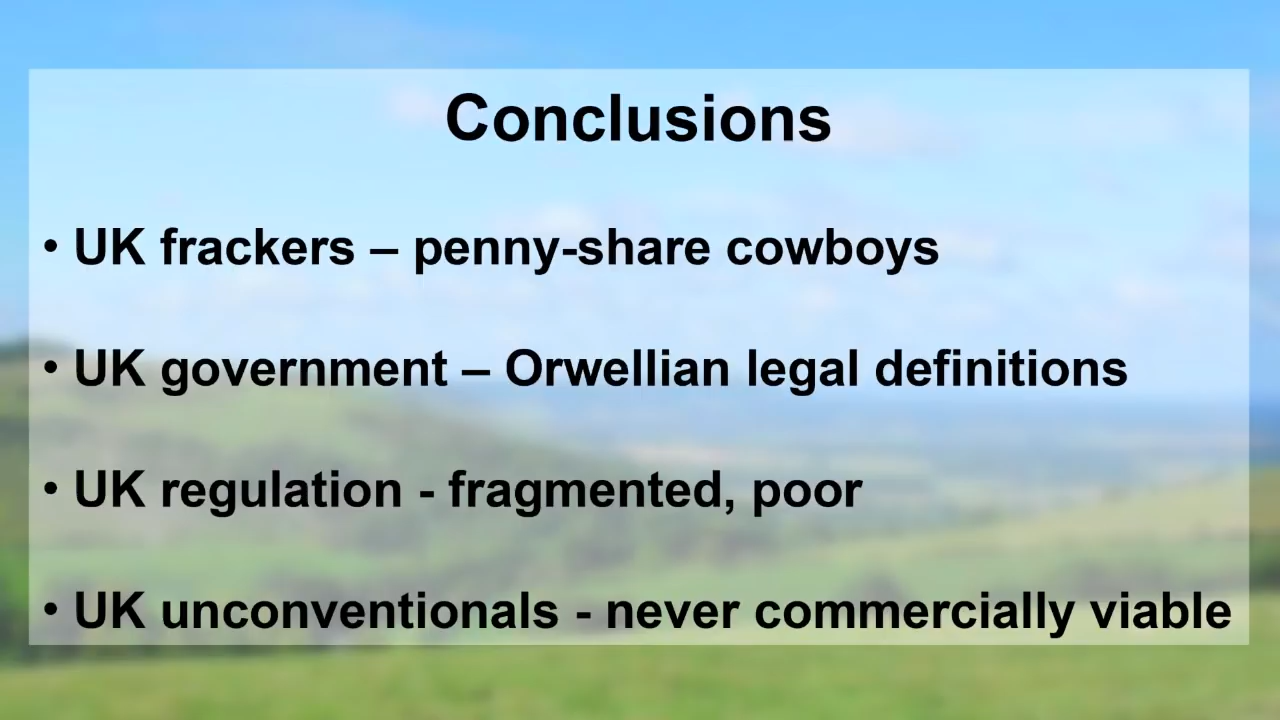 Conclusions
• UK frackers – penny-share cowboys
• UK government – Orwellian legal definitions
• UK regulation - fragmented, poor
• UK unconventionals - never commercially viable